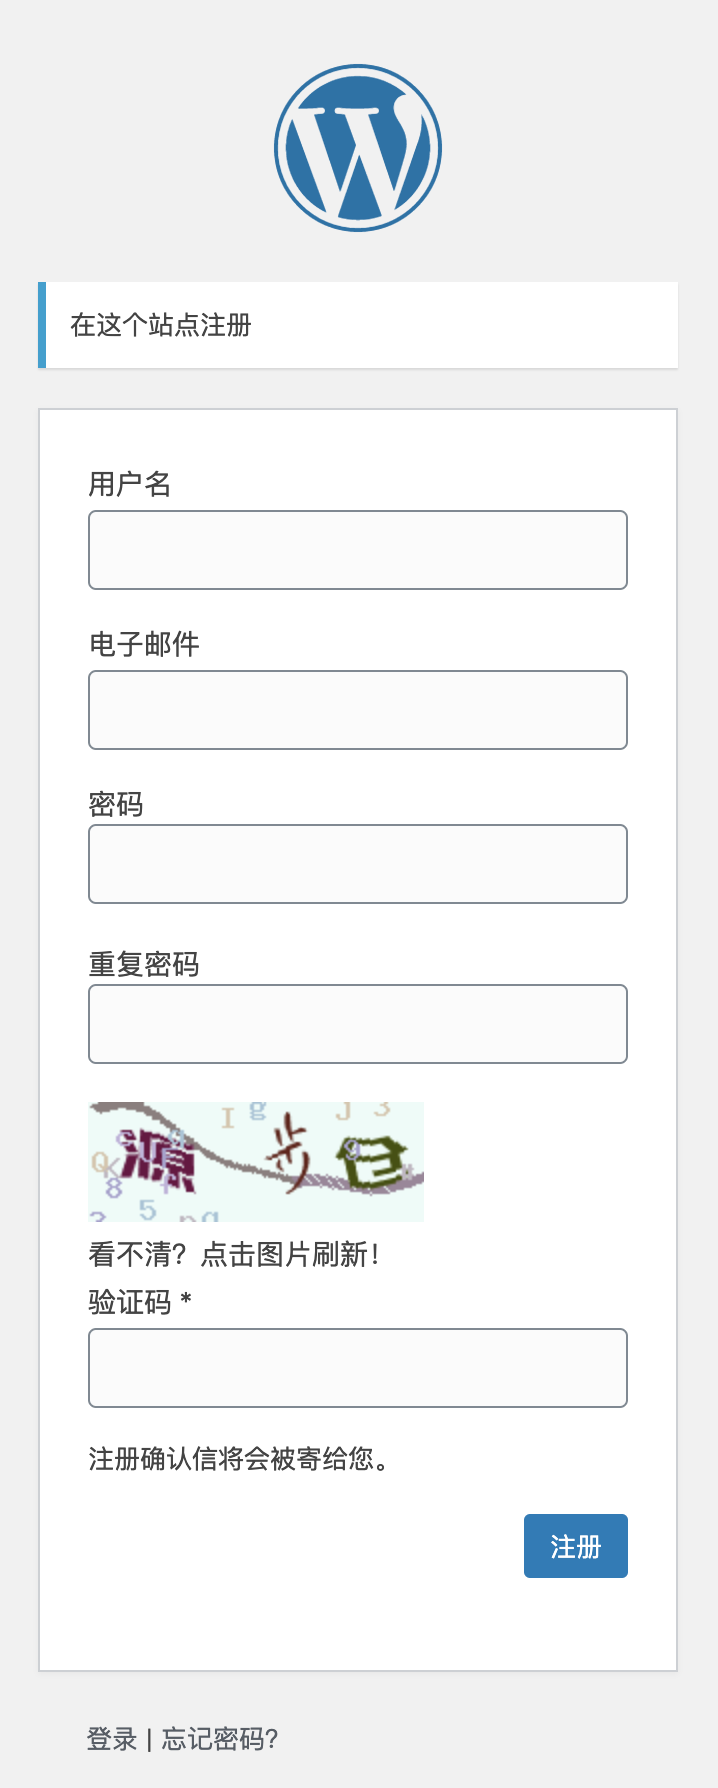 在这个站点注册
用户名
电子邮件
密码
重复密码
看不清？点击图片刷新！
验证码 *
注册确认信将会被寄给您。
注册
登录 | 忘记密码?